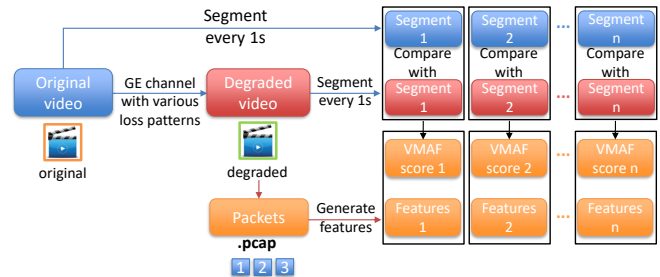 Segment
every 1s
Segment
1
Segment
2
...
Segment
n
Compare
with
Compare
with
Compare
with
Original
video
GE channel
with various
loss patterns
Degraded
video
Segment
every 1s
Segment
1
Segment
2
...
Segment
n
original
degraded
VMAF
score 1
VMAF
score 2
...
VMAF
score n
Packets
.pcap
1 2 3
Generate
features
Features
1
Features
2
...
Features
n